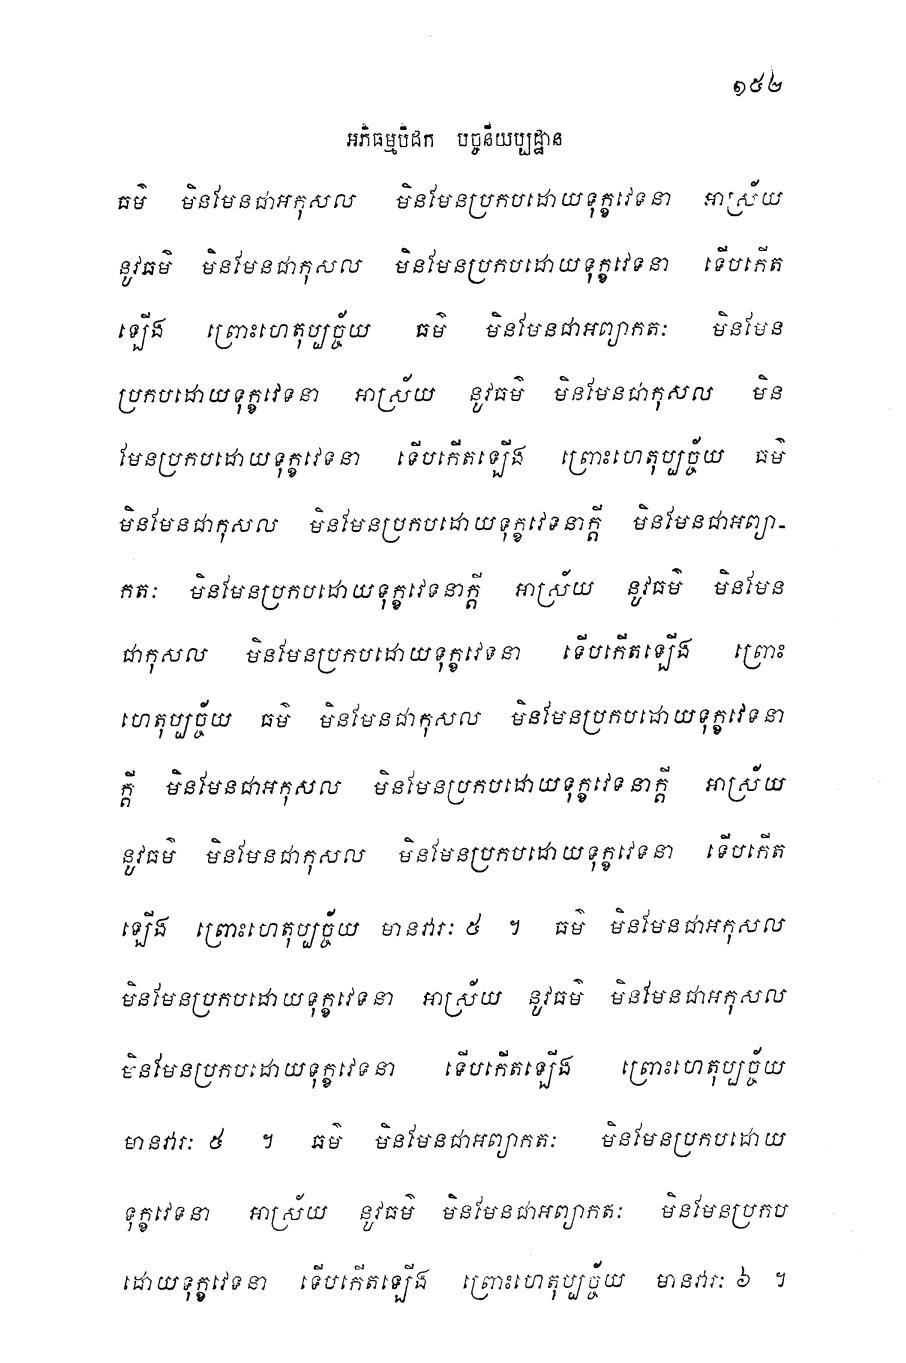 ១៥២
អភិធម្មបិដក បច្ចនីយប្បដ្ឋាន
ធម៌ មិនមែនជាអកុសល មិនមែនប្រកបដោយទុក្ខវេទនា អាស្រ័យ
នូវធម៌ មិនមែនជាកុសល មិនមែនប្រកបដោយទុក្ខវេទនា ទើបកើត
ឡើង ព្រោះហេតុប្បច្ច័យ ធម៌ មិនមែនជាអព្យាកតៈ មិនមែន
ប្រកបដោយទុក្ខវេទនា អាស្រ័យ នូវធម៌ មិនមែនជាកុសល មិន
មែនប្រកបដោយទុក្ខវេទនា ទើបកើតឡើង ព្រោះហេតុប្បច្ច័យ ធម៌
មិនមែនជាកុសល មិនមែនប្រកបដោយទុក្ខវេទនាក្តី មិនមែនជាអព្យា-
កតៈ មិនមែនប្រកបដោយទុក្ខវេទនាក្តី អាស្រ័យ នូវធម៌ មិនមែន
ជាកុសល មិនមែនប្រកបដោយទុក្ខវេទនា ទើបកើតឡើង ព្រោះ
ហេតុប្បច្ច័យ ធម៌ មិនមែនជាកុសល មិនមែនប្រកបដោយទុក្ខវេទនា
ក្តី មិនមែនជាអកុសល មិនមែនប្រកបដោយទុក្ខវេទនាក្តី អាស្រ័យ
នូវធម៌ មិនមែនជាកុសល មិនមែនប្រកបដោយទុក្ខវេទនា ទើបកើត
ឡើង ព្រោះហេតុប្បច្ច័យ មានវារៈ ៥ ។ ធម៌ មិនមែនជាអកុសល
មិនមែនប្រកបដោយទុក្ខវេទនា អាស្រ័យ នូវធម៌ មិនមែនជាអកុសល
មិនមែនប្រកបដោយទុក្ខវេទនា ទើបកើតឡើង ព្រោះហេតុប្បច្ច័យ
មានវារៈ ៥ ។ ធម៌ មិនមែនជាអព្យាកតៈ មិនមែនប្រកបដោយ
ទុក្ខវេទនា អាស្រ័យ នូវធម៌ មិនមែនជាអព្យាកតៈ មិនមែនប្រកប
ដោយទុក្ខវេទនា ទើបកើតឡើង ព្រោះហេតុប្បច្ច័យ មានវារៈ ៦ ។